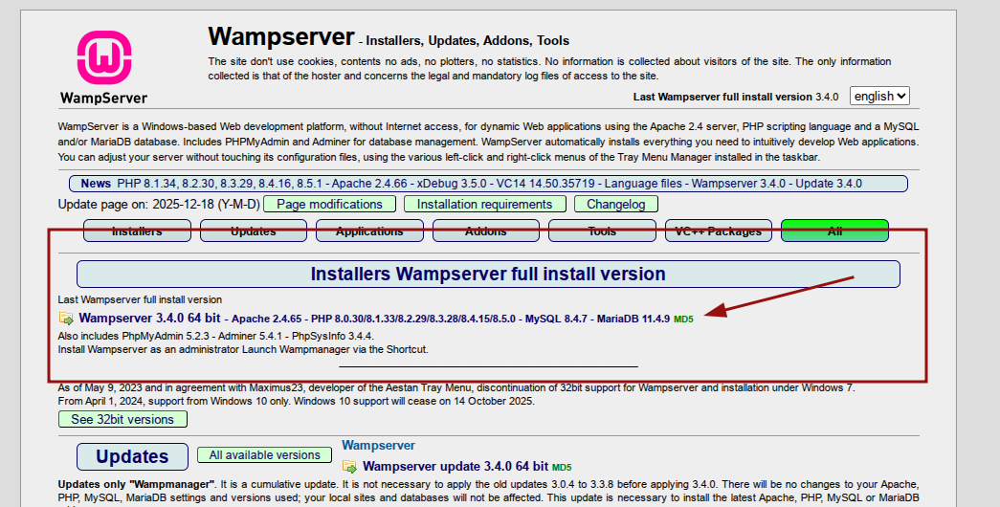 Wampserver - Installers, Updates, Addons, Tools
The site don't use cookies, contents no ads, no plotters, no statistics. No information is collected about visitors of the site. The only information
collected is that of the hoster and concerns the legal and mandatory log files of access to the site.
WampServer
Last Wampserver full install version 3.4.0 english
WampServer is a Windows-based Web development platform, without Internet access, for dynamic Web applications using the Apache 2.4 server, PHP scripting language and a MySQL
and/or MariaDB database. Includes PHPMyAdmin and Adminer for database management. WampServer automatically installs everything you need to intuitively develop Web applications.
You can adjust your server without touching its configuration files, using the various left-click and right-click menus of the Tray Menu Manager installed in the taskbar.
News PHP 8.1.34, 8.2.30, 8.3.29, 8.4.16, 8.5.1 - Apache 2.4.66 - xDebug 3.5.0 - VC14 14.50.35719 - Language files - Wampserver 3.4.0 - Update 3.4.0
Update page on: 2025-12-18 (Y-M-D) Page modifications Installation requirements Changelog
Installers Updates Applications Addons Tools VC++ Packages All
Installers Wampserver full install version
Last Wampserver full install version
Wampserver 3.4.0 64 bit - Apache 2.4.65 - PHP 8.0.30/8.1.33/8.2.29/8.3.28/8.4.15/8.5.0 - MySQL 8.4.7 - MariaDB 11.4.9 MD5
Also includes PhpMyAdmin 5.2.3 - Adminer 5.4.1 - PhpSysInfo 3.4.4.
Install Wampserver as an administrator Launch Wampmanager via the Shortcut.
As of May 9, 2023 and in agreement with Maximus23, developer of the Aestan Tray Menu, discontinuation of 32bit support for Wampserver and installation under Windows 7.
From April 1, 2024, support from Windows 10 only. Windows 10 support will cease on 14 October 2025.
See 32bit versions
Updates All available versions Wampserver
Wampserver update 3.4.0 64 bit MD5
Updates only "Wampmanager". It is a cumulative update. It is not necessary to apply the old updates 3.0.4 to 3.3.8 before applying 3.4.0. There will be no changes to your Apache,
PHP, MySQL, MariaDB settings and versions used; your local sites and databases will not be affected. This update is necessary to install the latest Apache, PHP, MySQL or MariaDB